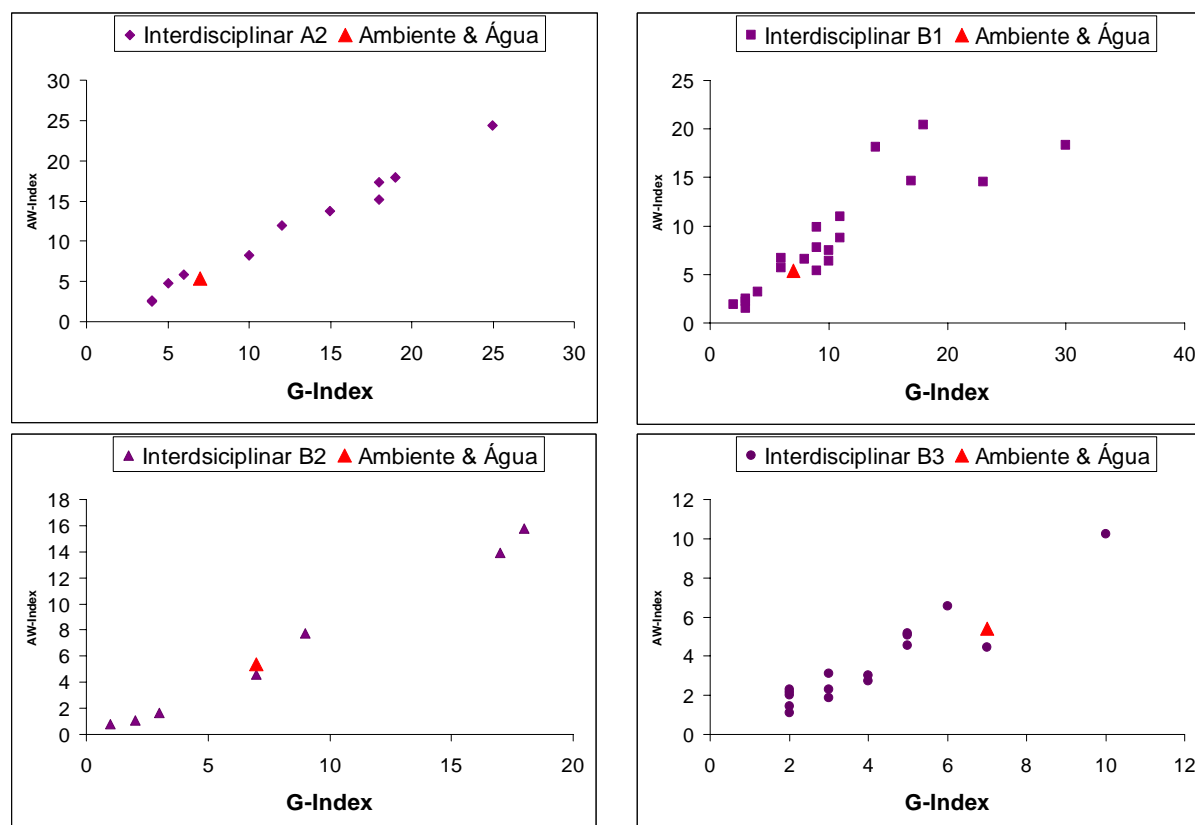 Interdisciplinar A2 Ambiente & Água
30
25
20
15
10
5
0
AW-Index
0 5 10 15 20 25 30
G-Index
Interdisciplinar B1 Ambiente & Água
25
20
15
10
5
0
AW-Index
0 10 20 30 40
G-Index
Interdsiciplinar B2 Ambiente & Água
18
16
14
12
10
8
6
4
2
0
AW-Index
0 5 10 15 20
G-Index
Interdisciplinar B3 Ambiente & Água
12
10
8
6
4
2
0
AW-Index
0 2 4 6 8 10 12
G-Index